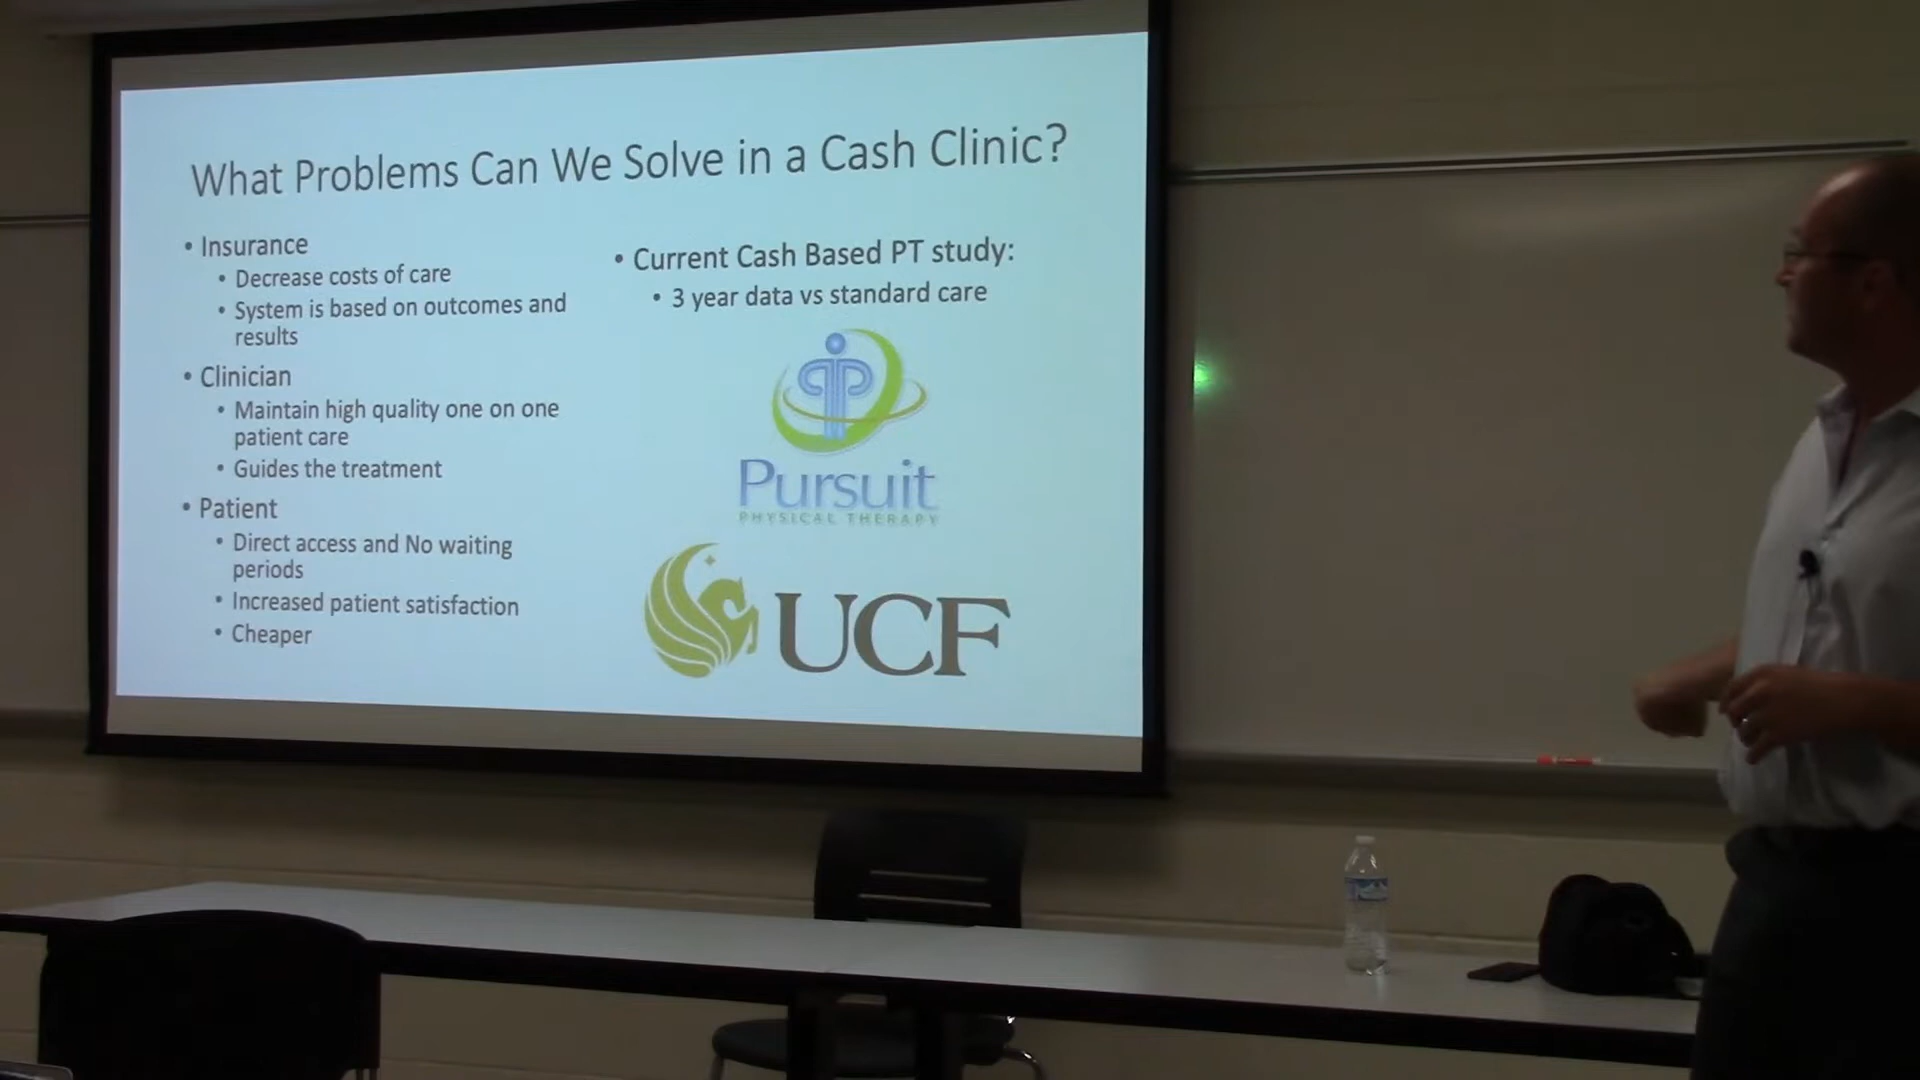 What Problems Can We Solve in a Cash Clinic?
• Insurance
• Decrease costs of care
• System is based on outcomes and
results
• Clinician
• Maintain high quality one on one
patient care
• Guides the treatment
• Patient
• Direct access and No waiting
periods
• Increased patient satisfaction
• Cheaper
• Current Cash Based PT study:
• 3 year data vs standard care
Pursuit
PHYSICAL THERAPY
UCF